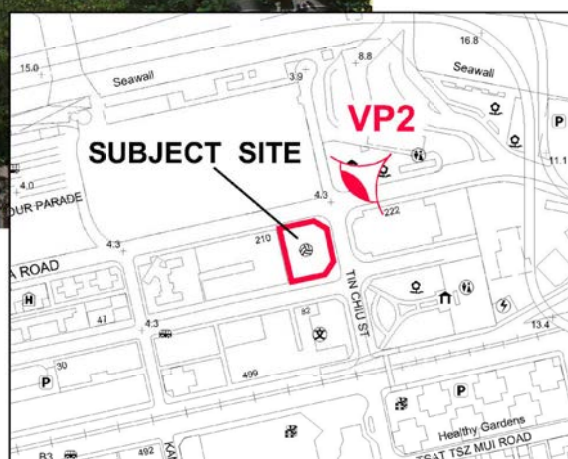 15.0
Seawall
3.9
8.8
16.8
Seawall
VP2
P
SUBJECT SITE
11.1
4.0
OUR PARADE
4.3
4.3
222
210
A ROAD
H
TIN CHIU ST
41
4.3
82
30
13.4
P
499
P
Healthy Gardens
TSAT TSZ MUI ROAD
B3
492
KAM